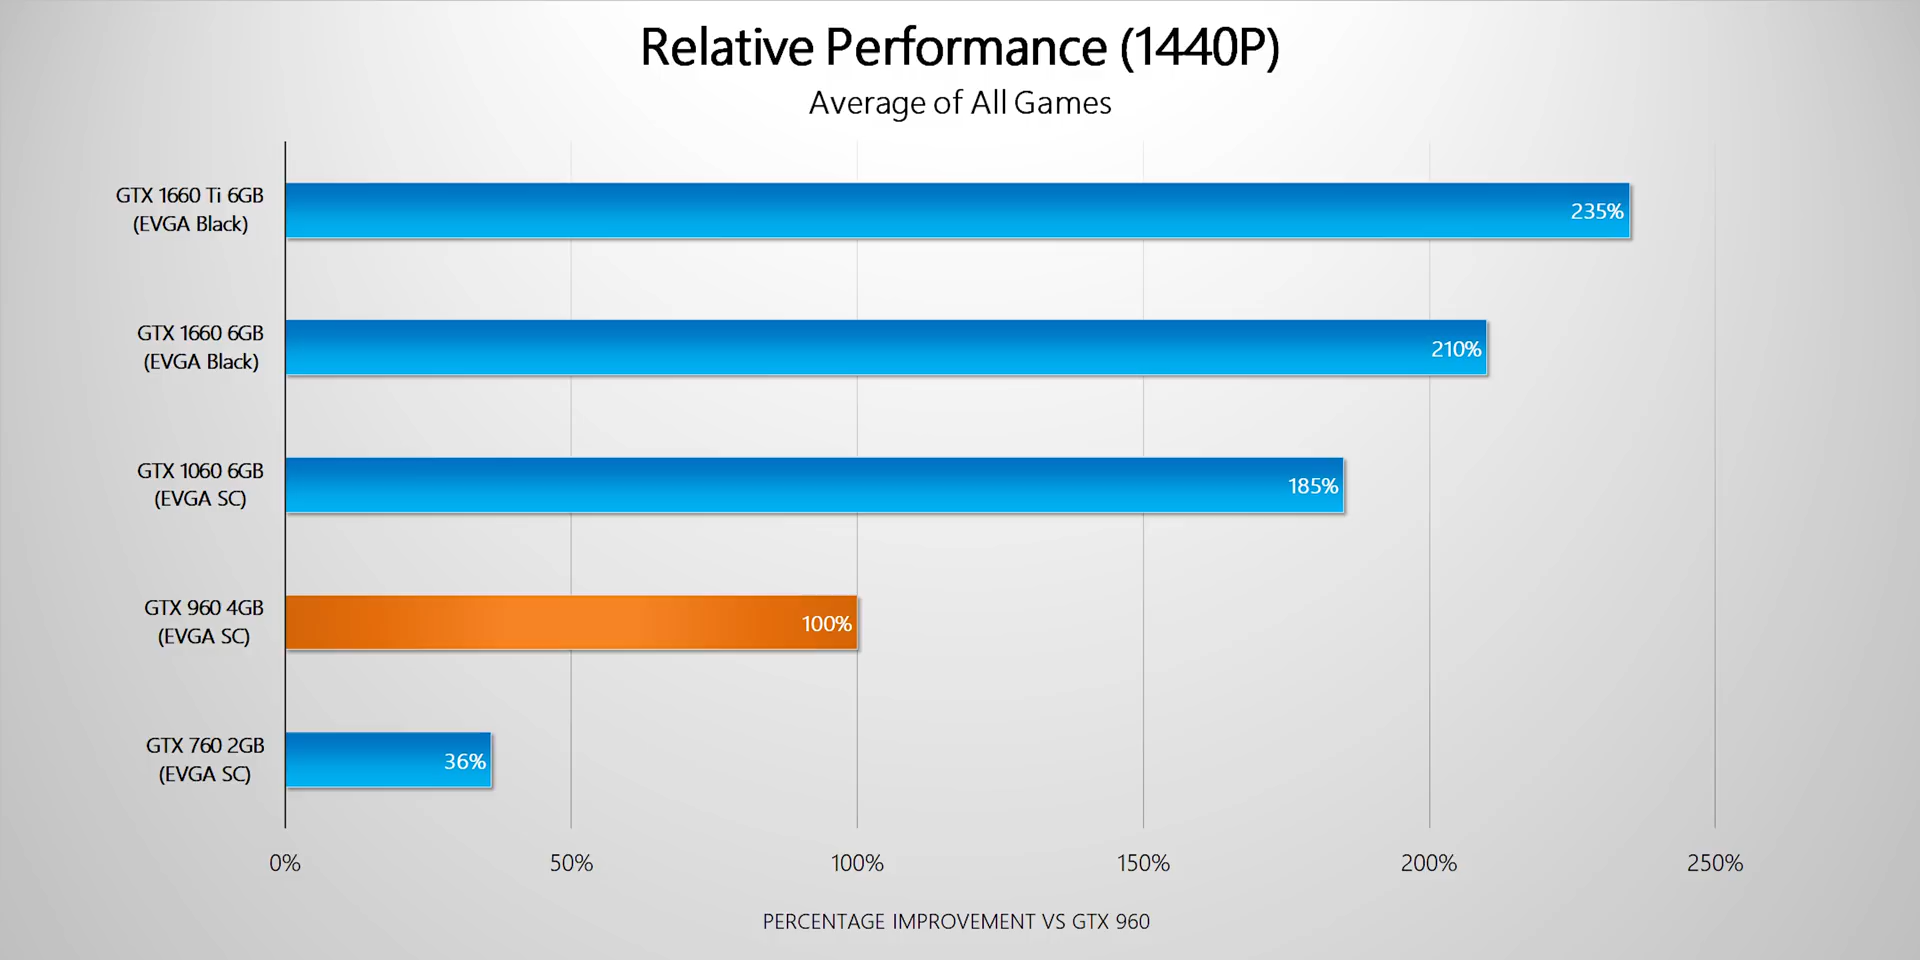 Relative Performance (1440P)
Average of All Games
GTX 1660 Ti 6GB
(EVGA Black)
235%
GTX 1660 6GB
(EVGA Black)
210%
GTX 1060 6GB
(EVGA SC)
185%
GTX 960 4GB
(EVGA SC)
100%
GTX 760 2GB
(EVGA SC)
36%
0%
50%
100%
150%
200%
250%
PERCENTAGE IMPROVEMENT VS GTX 960